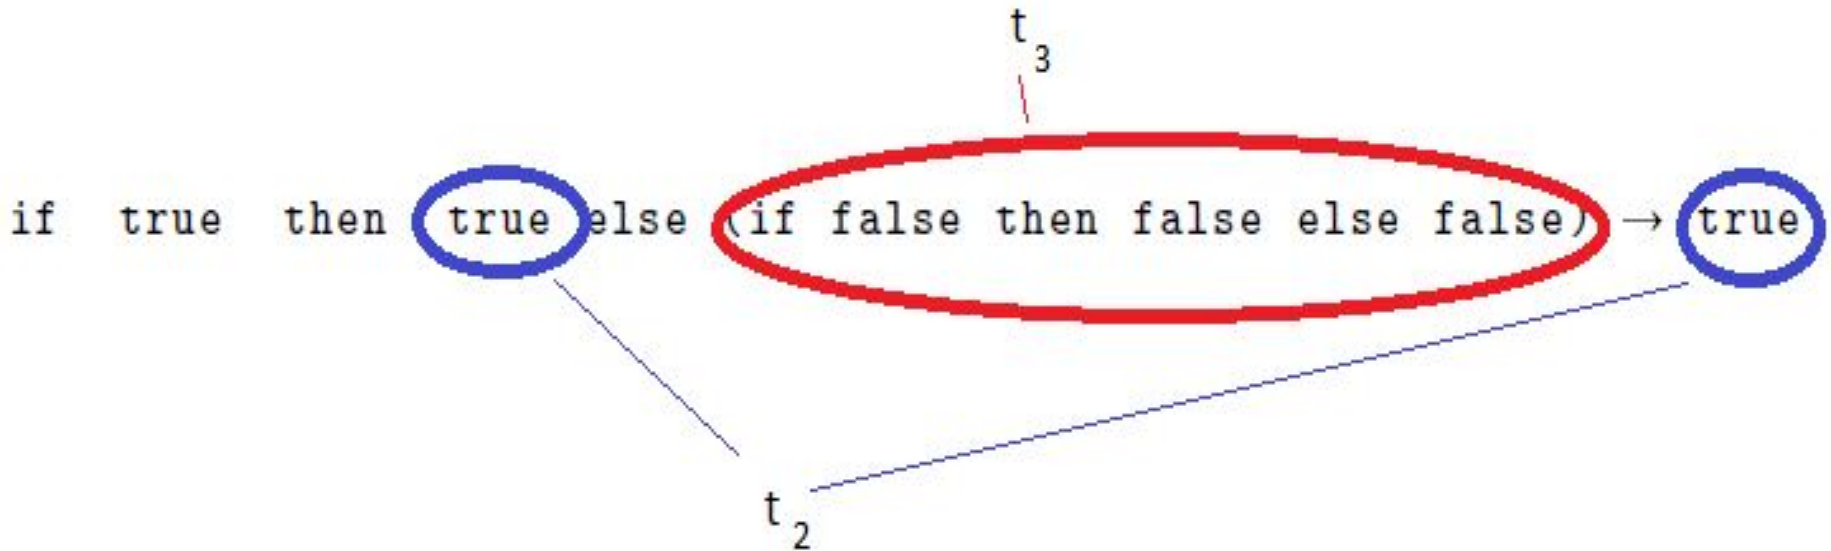 t3
if true then true else (if false then false else false) → true
t2